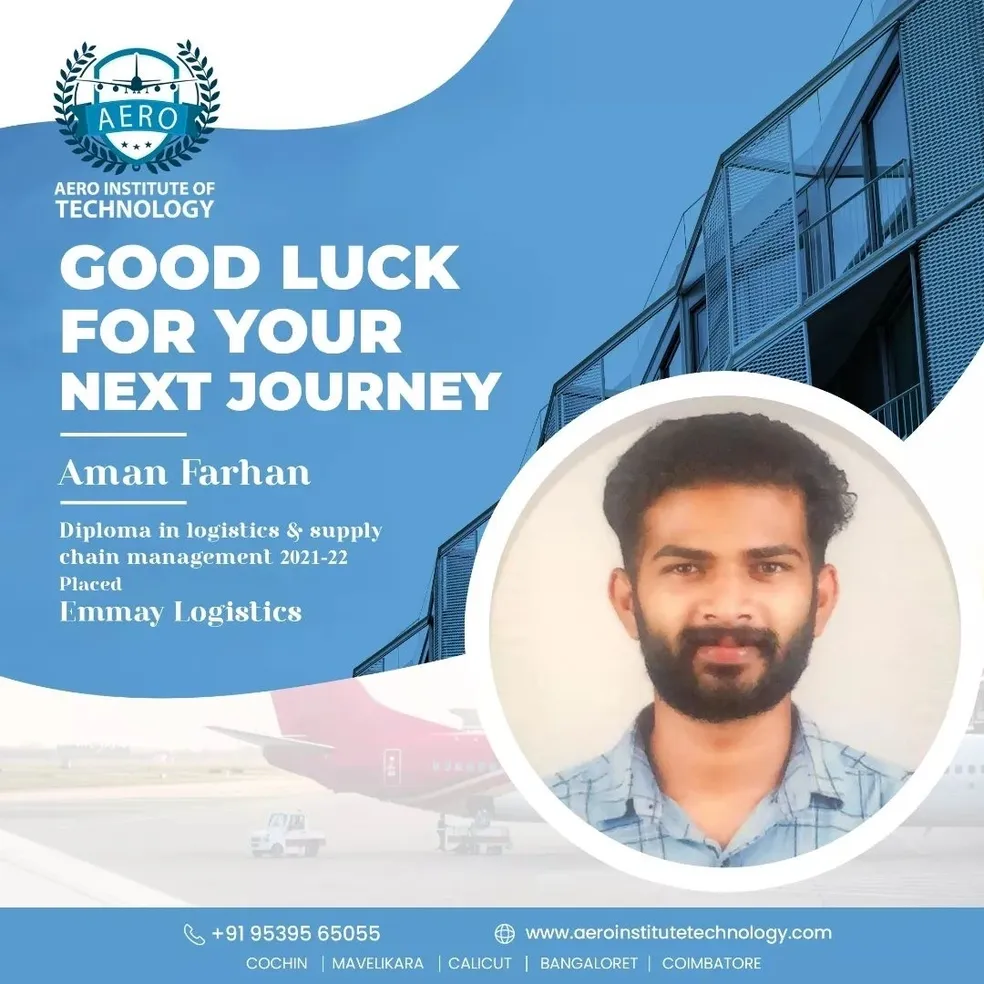 AERO
AERO INSTITUTE OF
TECHNOLOGY
GOOD LUCK
FOR YOUR
NEXT JOURNEY
Aman Farhan
Diploma in logistics & supply
chain management 2021-22
Placed
Emmay Logistics
+91 95395 65055
www.aeroinstitutetechnology.com
COCHIN | MAVELIKARA | CALICUT | BANGALORET | COIMBATORE